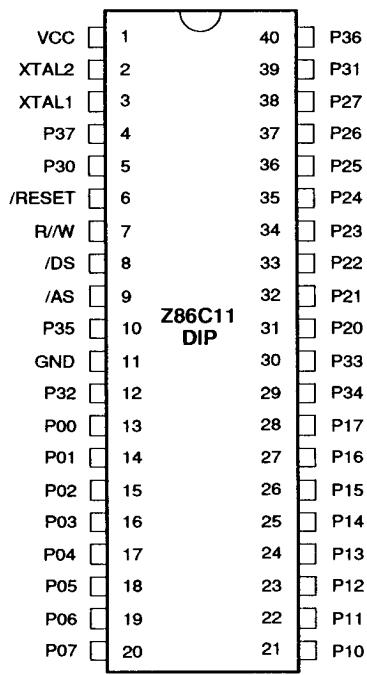 VCC 1 40 P36
XTAL2 2 39 P31
XTAL1 3 38 P27
P37 4 37 P26
P30 5 36 P25
/RESET 6 35 P24
R//W 7 34 P23
/DS 8 33 P22
/AS 9 32 P21
Z86C11
P35 10 31 P20
DIP
GND 11 30 P33
P32 12 29 P34
P00 13 28 P17
P01 14 27 P16
P02 15 26 P15
P03 16 25 P14
P04 17 24 P13
P05 18 23 P12
P06 19 22 P11
P07 20 21 P10